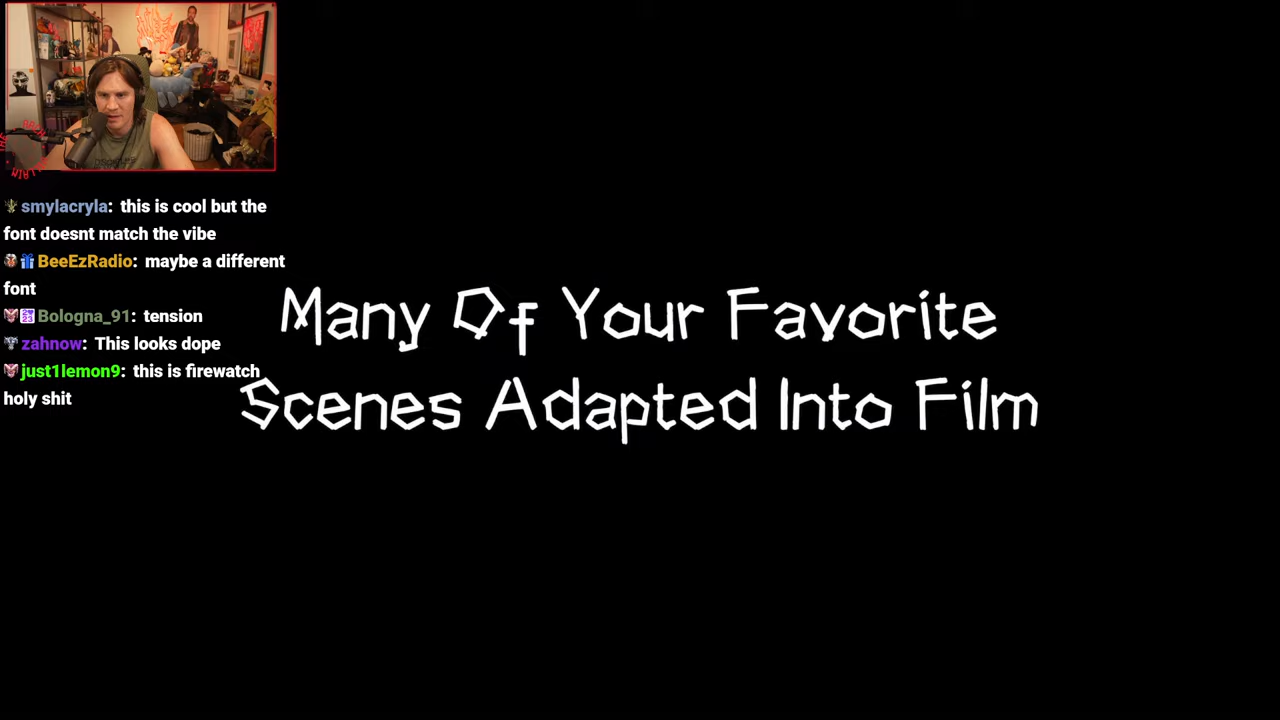 smylacryla: this is cool but the
font doesnt match the vibe
BeeEzRadio: maybe a different
font
Bologna_91: tension
zahnow: This looks dope
just1lemon9: this is firewatch
holy shit
Many Of Your Favorite
Scenes Adapted Into Film